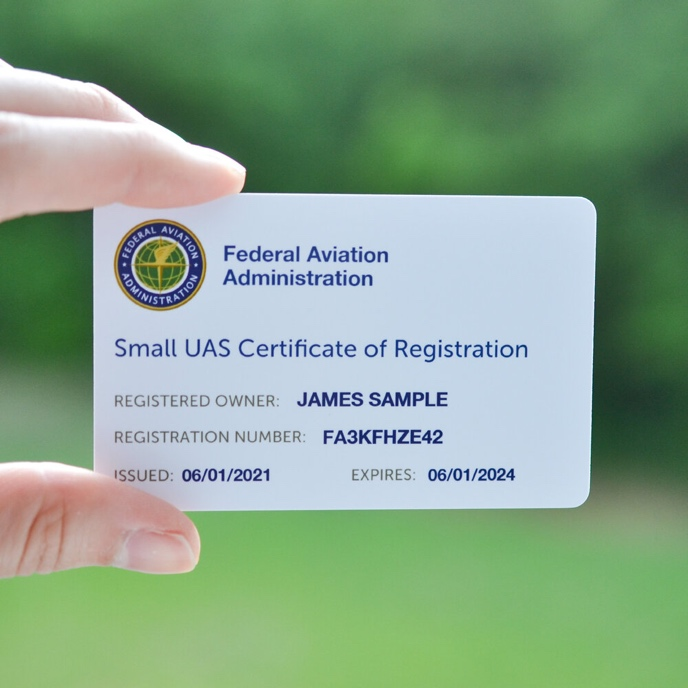 FEDERAL AVIATION
ADMINISTRATION
Federal Aviation
Administration
Small UAS Certificate of Registration
REGISTERED OWNER: JAMES SAMPLE
REGISTRATION NUMBER: FA3KFHZE42
ISSUED: 06/01/2021 EXPIRES: 06/01/2024